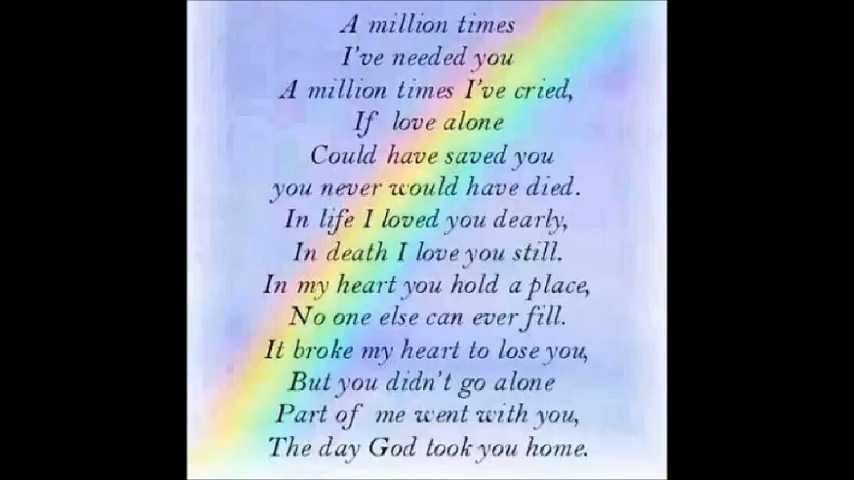 A million times
I've needed you
A million times I've cried,
If love alone
Could have saved you
you never would have died.
In life I loved you dearly,
In death I love you still.
In my heart you hold a place,
No one else can ever fill.
It broke my heart to lose you,
But you didn't go alone
Part of me went with you,
The day God took you home.